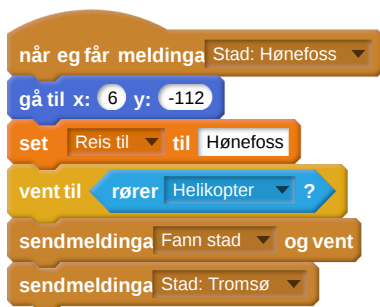 når eg får meldinga Stad: Hønefoss
gå til x: 6 y: -112
set Reis til til Hønefoss
vent til rører Helikopter ?
sendmeldinga Fann stad og vent
sendmeldinga Stad: Tromsø